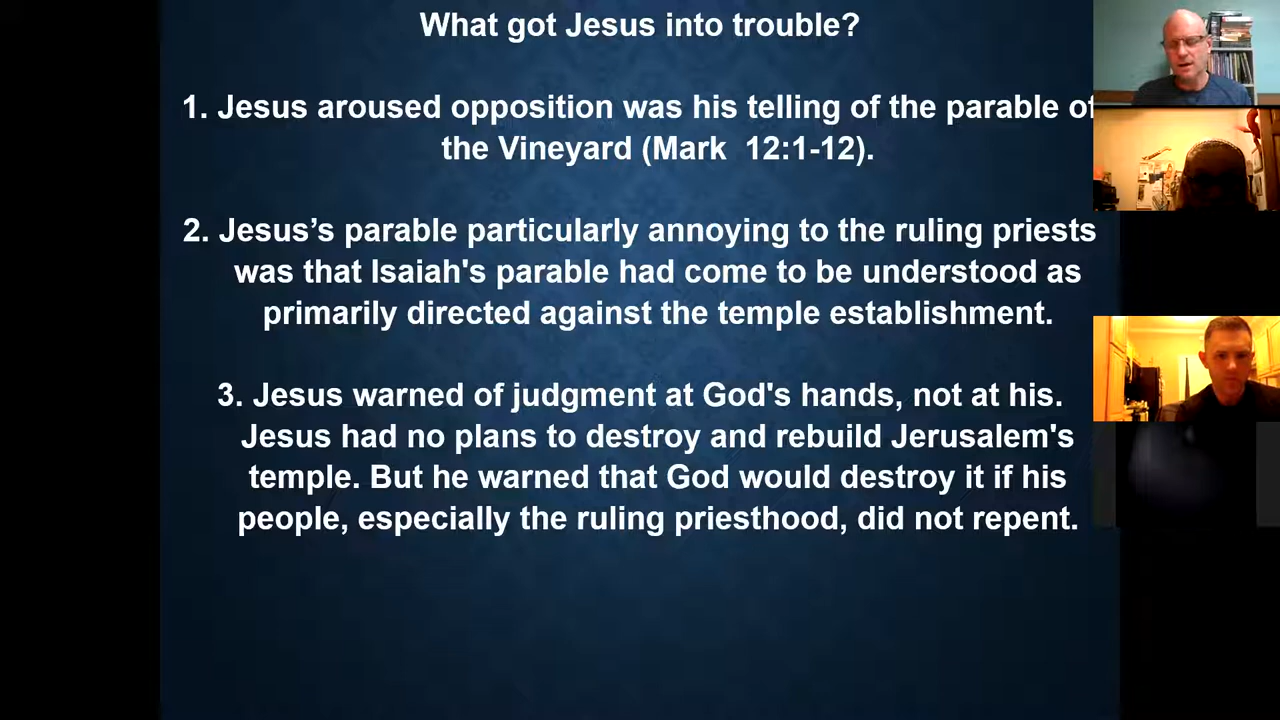 What got Jesus into trouble?
1. Jesus aroused opposition was his telling of the parable of
the Vineyard (Mark 12:1-12).
2. Jesus’s parable particularly annoying to the ruling priests
was that Isaiah's parable had come to be understood as
primarily directed against the temple establishment.
3. Jesus warned of judgment at God's hands, not at his.
Jesus had no plans to destroy and rebuild Jerusalem's
temple. But he warned that God would destroy it if his
people, especially the ruling priesthood, did not repent.